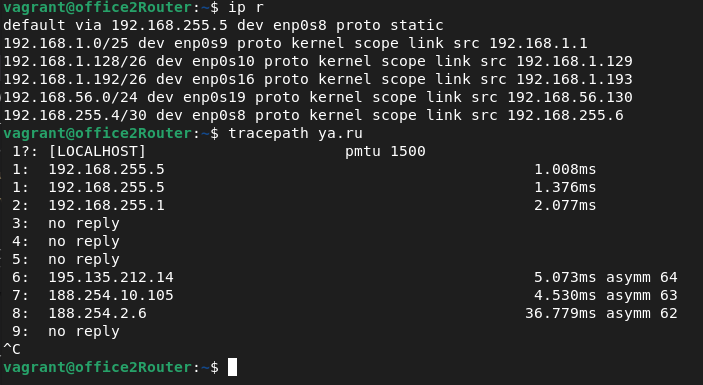 vagrant@office2Router:~$ ip r
default via 192.168.255.5 dev enp0s8 proto static
192.168.1.0/25 dev enp0s9 proto kernel scope link src 192.168.1.1
192.168.1.128/26 dev enp0s10 proto kernel scope link src 192.168.1.129
192.168.1.192/26 dev enp0s16 proto kernel scope link src 192.168.1.193
192.168.56.0/24 dev enp0s19 proto kernel scope link src 192.168.56.130
192.168.255.4/30 dev enp0s8 proto kernel scope link src 192.168.255.6
vagrant@office2Router:~$ tracepath ya.ru
 1?: [LOCALHOST]                      pmtu 1500
 1:  192.168.255.5                                         1.008ms
 1:  192.168.255.5                                         1.376ms
 2:  192.168.255.1                                         2.077ms
 3:  no reply
 4:  no reply
 5:  no reply
 6:  195.135.212.14                                        5.073ms asymm 64
 7:  188.254.10.105                                        4.530ms asymm 63
 8:  188.254.2.6                                          36.779ms asymm 62
 9:  no reply
^C
vagrant@office2Router:~$